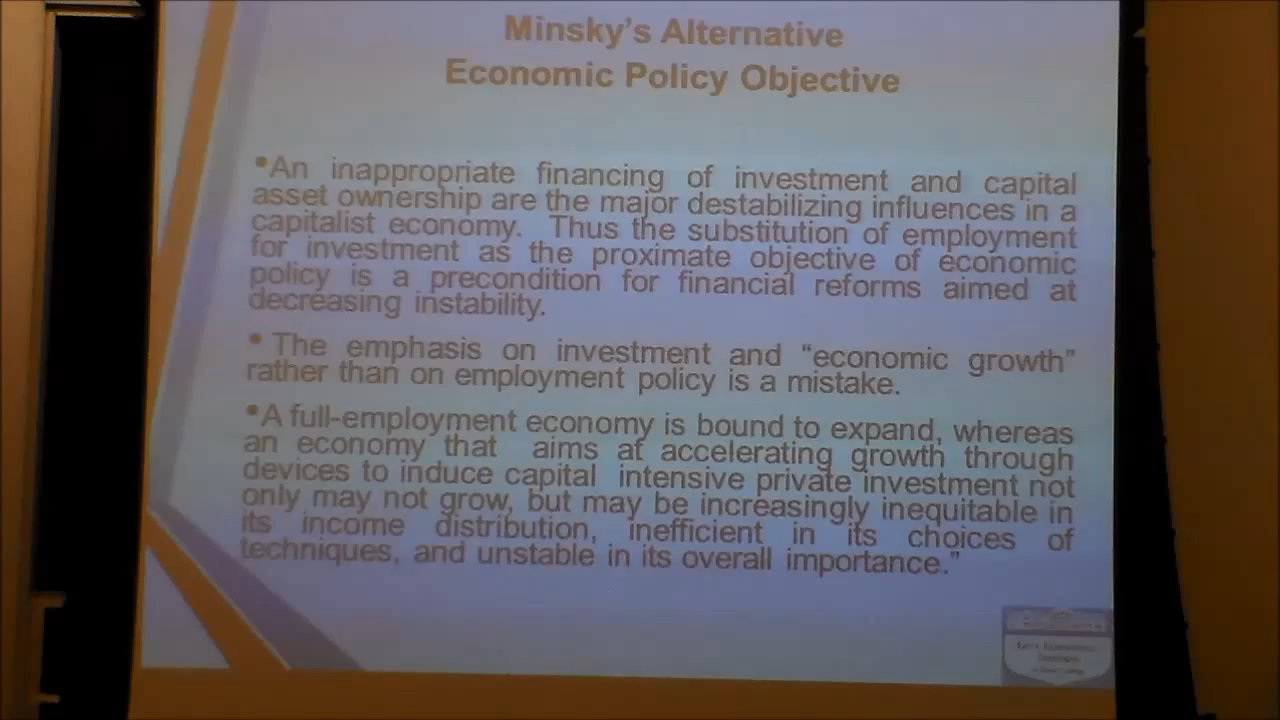 Minsky's Alternative
Economic Policy Objective
•An inappropriate financing of investment and capital
asset ownership are the major destabilizing influences in a
capitalist economy. Thus the substitution of employment
for investment as the proximate objective of economic
policy is a precondition for financial reforms aimed at
decreasing instability.
• The emphasis on investment and “economic growth”
rather than on employment policy is a mistake.
•A full-employment economy is bound to expand, whereas
an economy that aims at accelerating growth through
devices to induce capital intensive private investment not
only may not grow, but may be increasingly inequitable in
its income distribution, inefficient in its choices of
techniques, and unstable in its overall importance.”